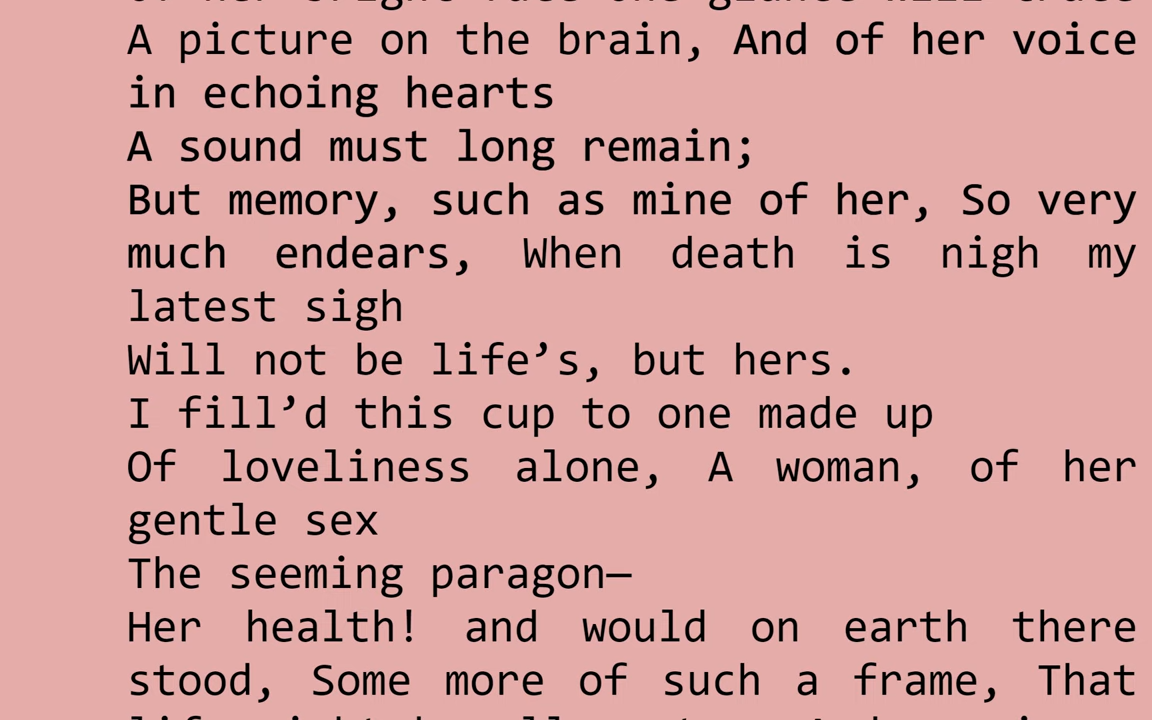 A picture on the brain, And of her voice
in echoing hearts
A sound must long remain;
But memory, such as mine of her, So very
much endears, When death is nigh my
latest sigh
Will not be life’s, but hers.
I fill’d this cup to one made up
Of loveliness alone, A woman, of her
gentle sex
The seeming paragon—
Her health! and would on earth there
stood, Some more of such a frame, That